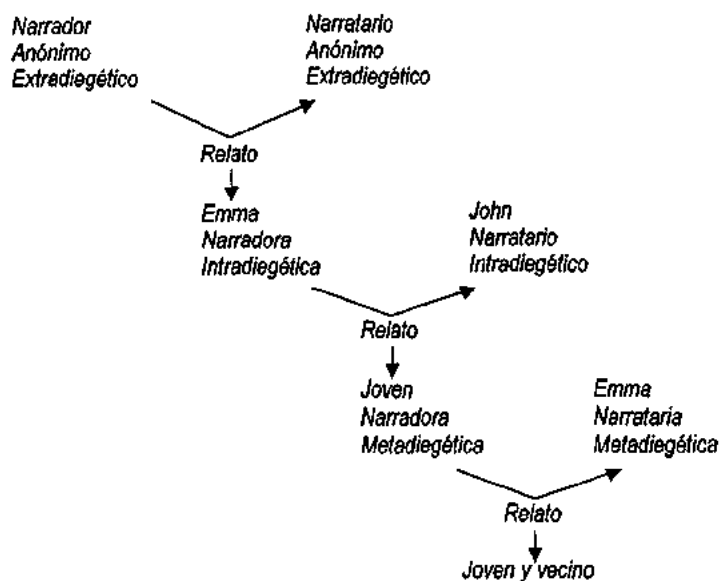 Narrador
Anónimo
Extradiegético
Narratario
Anónimo
Extradiegético
Relato
Emma
Narradora
Intradiegética
John
Narratario
Intradiegético
Relato
Joven
Narradora
Metadiegética
Emma
Narrataria
Metadiegética
Relato
Joven y vecino